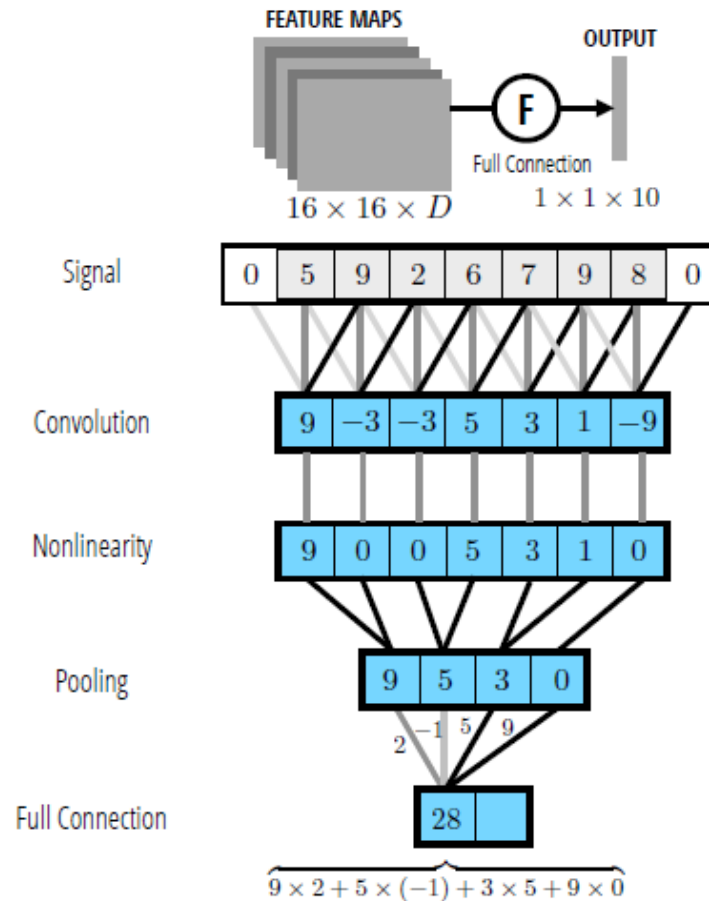 FEATURE MAPS
OUTPUT
F
Full Connection
16 × 16 × D
1 × 1 × 10
Signal
0 5 9 2 6 7 9 8 0
Convolution
9 −3 −3 5 3 1 −9
Nonlinearity
9 0 0 5 3 1 0
Pooling
9 5 3 0
2 −1 5 9
Full Connection
28
9 × 2 + 5 × (−1) + 3 × 5 + 9 × 0